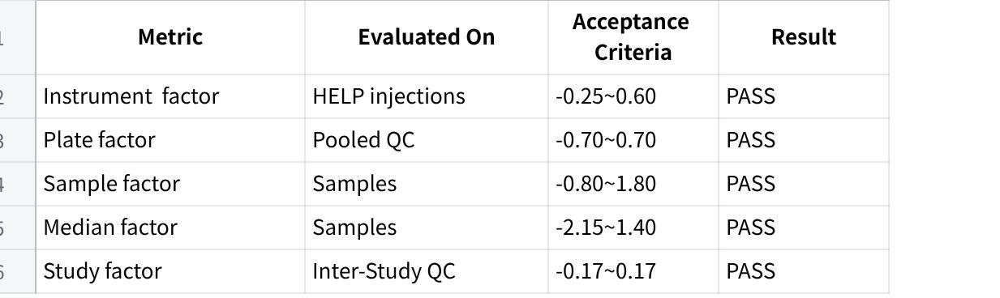 1 Metric Evaluated On Acceptance Criteria Result
2 Instrument  factor HELP injections -0.25~0.60 PASS
3 Plate factor Pooled QC -0.70~0.70 PASS
4 Sample factor Samples -0.80~1.80 PASS
5 Median factor Samples -2.15~1.40 PASS
6 Study factor Inter-Study QC -0.17~0.17 PASS